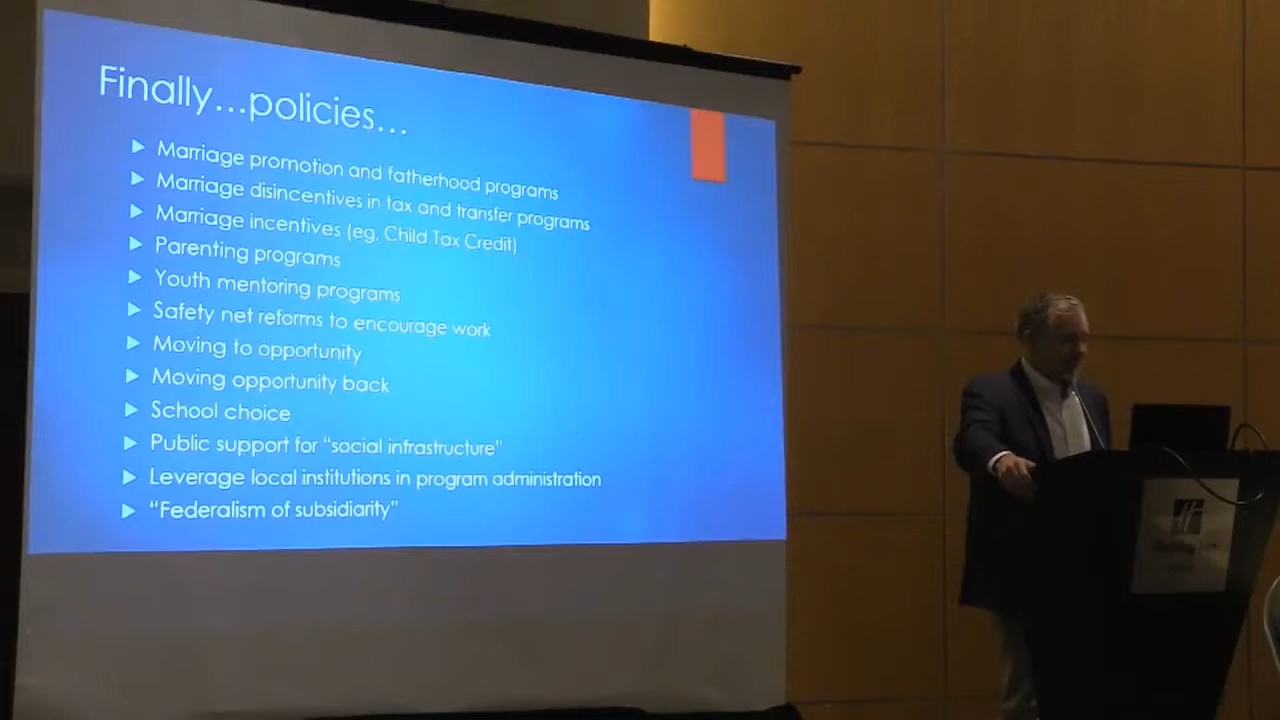 Finally...policies...
Marriage promotion and fatherhood programs
Marriage disincentives in tax and transfer programs
Marriage incentives (eg, Child Tax Credit)
Parenting programs
Youth mentoring programs
Safety net reforms to encourage work
Moving to opportunity
Moving opportunity back
School choice
Public support for “social infrastructure”
Leverage local institutions in program administration
“Federalism of subsidiarity”
H